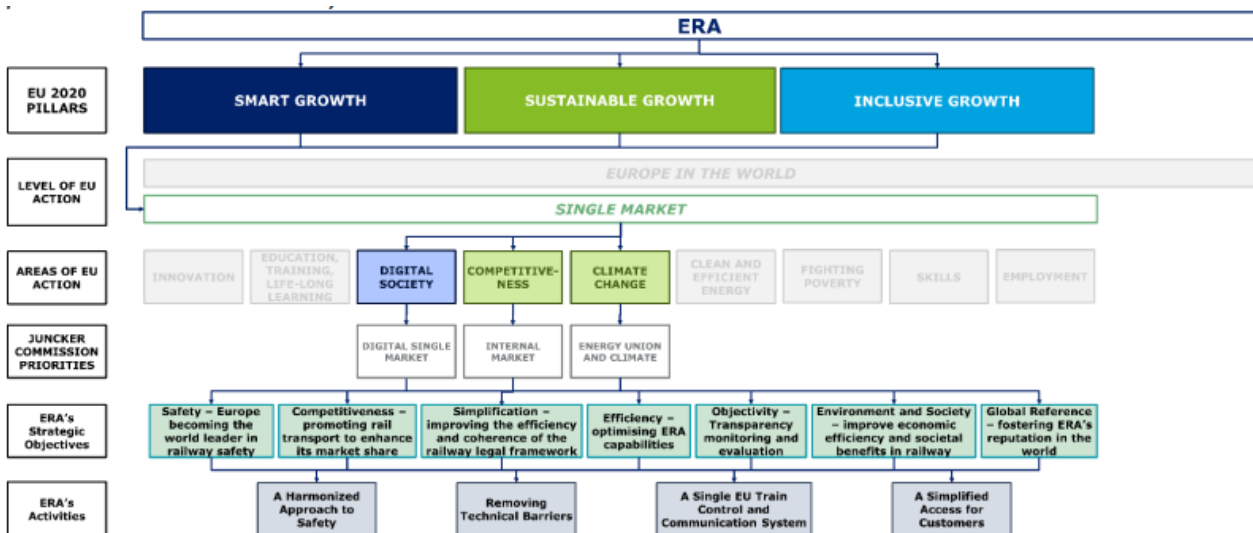 ERA
EU 2020
PILLARS
SMART GROWTH
SUSTAINABLE GROWTH
INCLUSIVE GROWTH
LEVEL OF EU
ACTION
EUROPE IN THE WORLD
SINGLE MARKET
AREAS OF EU
ACTION
INNOVATION
EDUCATION,
TRAINING,
LIFE-LONG
LEARNING
DIGITAL
SOCIETY
COMPETITIVE-
NESS
CLIMATE
CHANGE
CLEAN AND
EFFICIENT
ENERGY
FIGHTING
POVERTY
SKILLS
EMPLOYMENT
JUNCKER
COMMISSION
PRIORITIES
DIGITAL SINGLE
MARKET
INTERNAL
MARKET
ENERGY UNION
AND CLIMATE
ERA's
Strategic
Objectives
Safety – Europe
becoming the
world leader in
railway safety
Competitiveness –
promoting rail
transport to enhance
its market share
Simplification –
improving the efficiency
and coherence of the
railway legal framework
Efficiency –
optimising ERA
capabilities
Objectivity –
Transparency
monitoring and
evaluation
Environment and Society
– improve economic
efficiency and societal
benefits in railway
Global Reference
– fostering ERA's
reputation in the
world
ERA's
Activities
A Harmonized
Approach to
Safety
Removing
Technical Barriers
A Single EU Train
Control and
Communication System
A Simplified
Access for
Customers